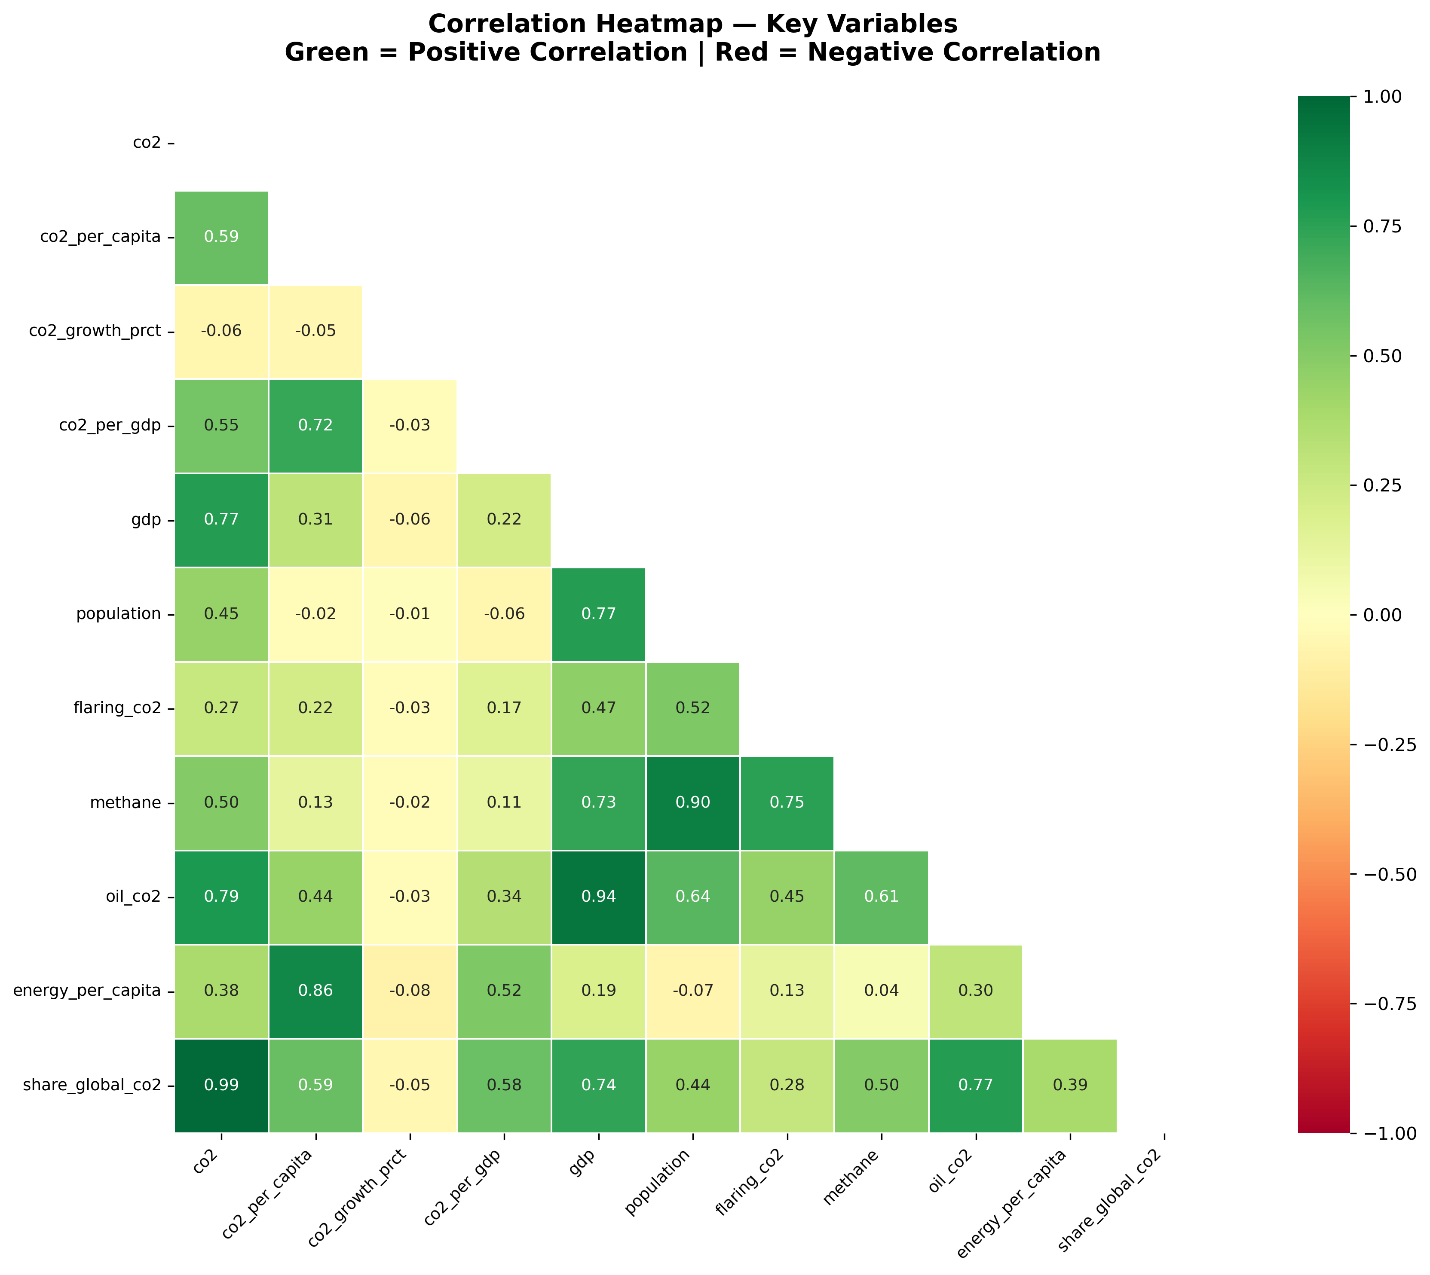 Correlation Heatmap — Key Variables
Green = Positive Correlation | Red = Negative Correlation
1.00
co2
co2_per_capita 0.59
0.75
co2_growth_prct -0.06 -0.05
0.50
co2_per_gdp 0.55 0.72 -0.03
0.25
gdp 0.77 0.31 -0.06 0.22
population 0.45 -0.02 -0.01 -0.06 0.77
0.00
flaring_co2 0.27 0.22 -0.03 0.17 0.47 0.52
−0.25
methane 0.50 0.13 -0.02 0.11 0.73 0.90 0.75
−0.50
oil_co2 0.79 0.44 -0.03 0.34 0.94 0.64 0.45 0.61
energy_per_capita 0.38 0.86 -0.08 0.52 0.19 -0.07 0.13 0.04 0.30
−0.75
share_global_co2 0.99 0.59 -0.05 0.58 0.74 0.44 0.28 0.50 0.77 0.39
−1.00
co2 co2_per_capita co2_growth_prct co2_per_gdp gdp population flaring_co2 methane oil_co2 energy_per_capita share_global_co2